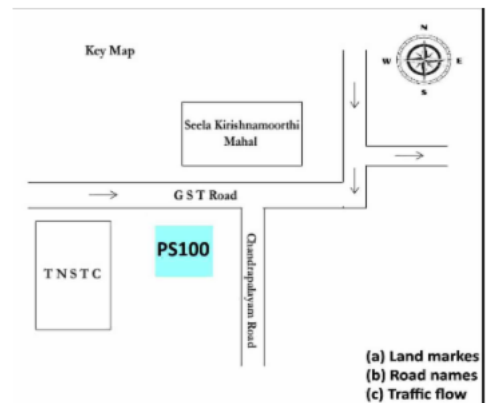 Key Map
N
W
E
S
Seela Kirishnamoorthi
Mahal
G S T Road
PS100
TNSTC
Chandrapalayam Road
(a) Land markes
(b) Road names
(c) Traffic flow